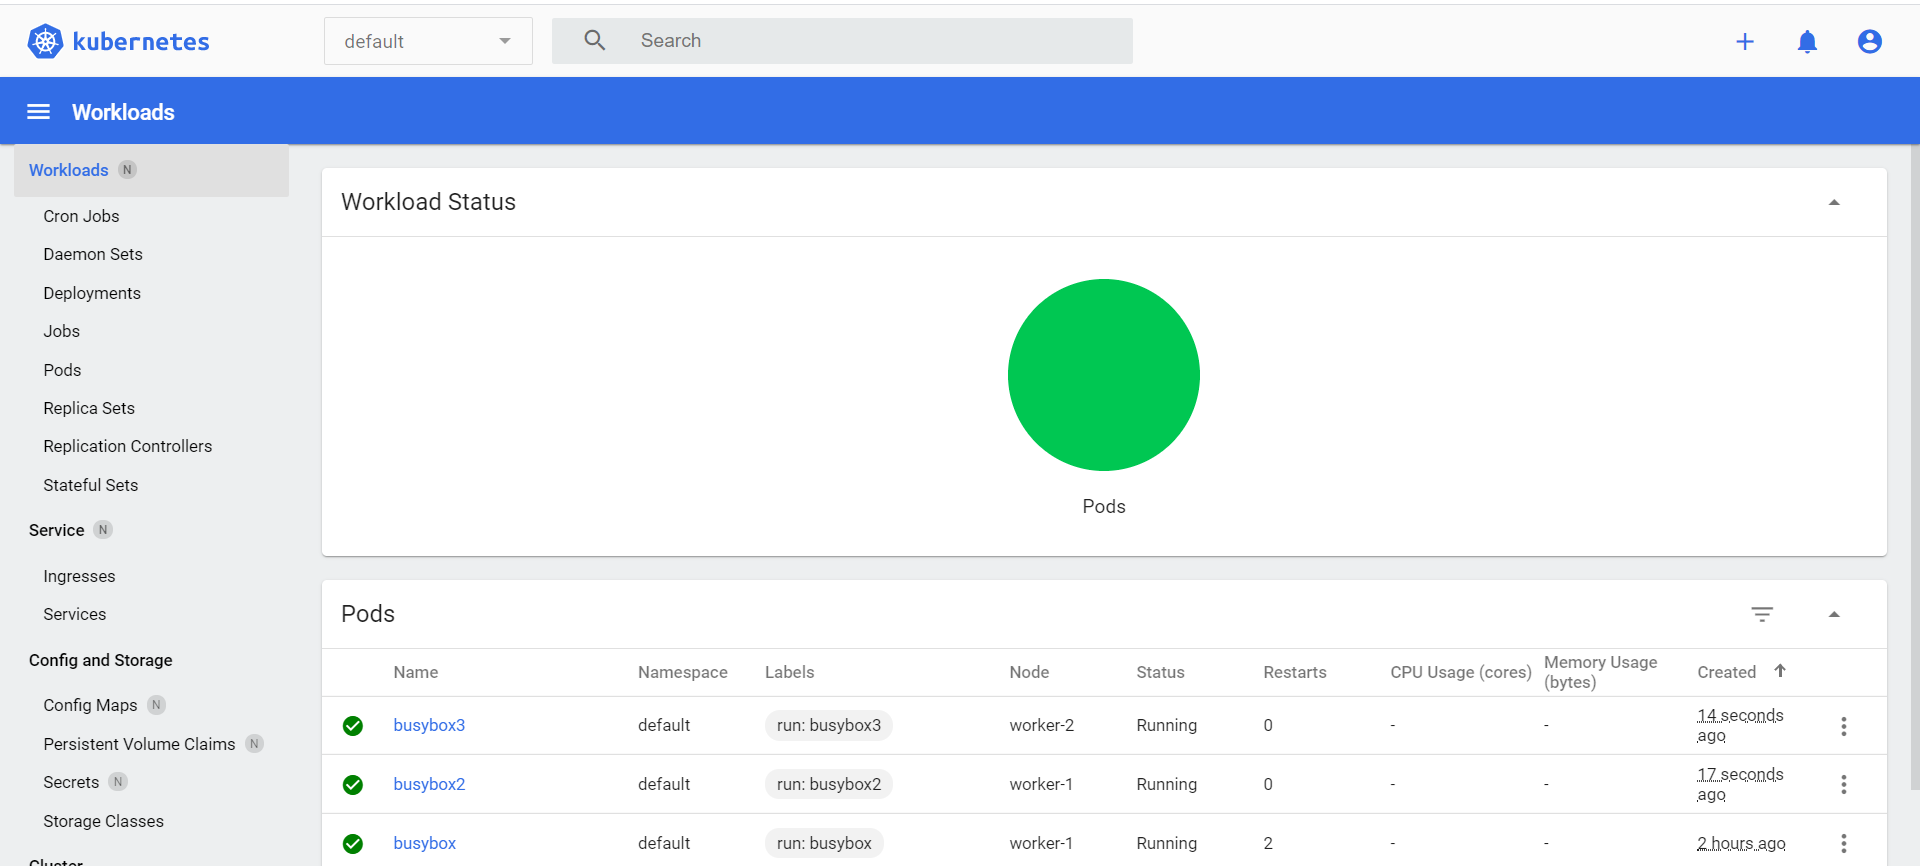 kubernetes
default
Search
Workloads
Workloads N
Cron Jobs
Daemon Sets
Deployments
Jobs
Pods
Replica Sets
Replication Controllers
Stateful Sets
Service N
Ingresses
Services
Config and Storage
Config Maps N
Persistent Volume Claims N
Secrets N
Storage Classes
Cluster
Workload Status
Pods
Pods
Name Namespace Labels Node Status Restarts CPU Usage (cores) Memory Usage (bytes) Created
busybox3 default run: busybox3 worker-2 Running 0 - - 14 seconds ago
busybox2 default run: busybox2 worker-1 Running 0 - - 17 seconds ago
busybox default run: busybox worker-1 Running 2 - - 2 hours ago